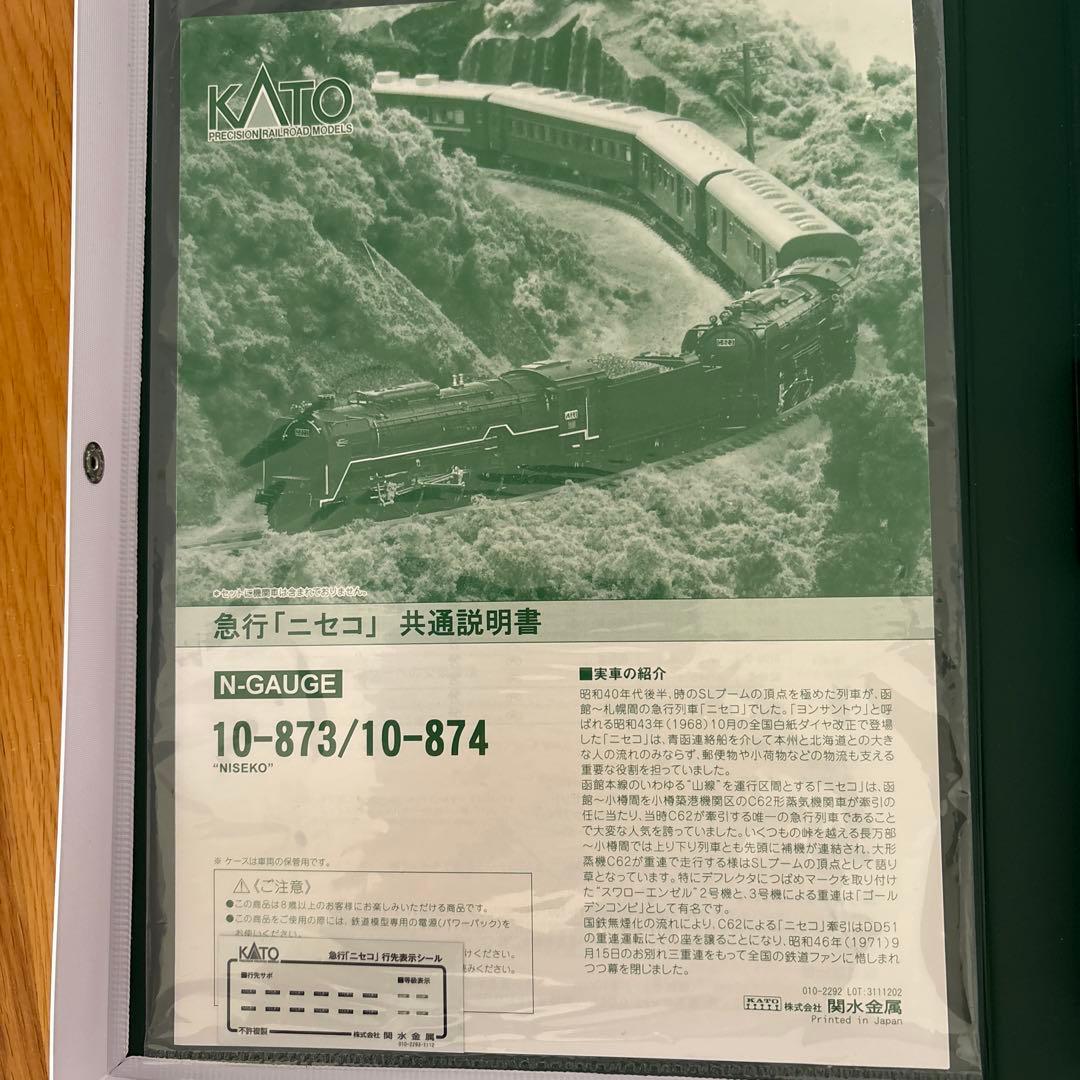 KATO
PRECISION RAILROAD MODELS
*セットに機関車は含まれておりません。
急行「ニセコ」 共通説明書
N-GAUGE
10-873/10-874
"NISEKO"
※ ケースは車両の保管用です。
⚠《ご注意》
●この商品は8歳以上のお客様にお楽しみいただける商品です。
●この商品をご使用の際には、鉄道模型専用の電源(パワーパック)を
お使いください。
けください。
読みください。
KATO 急行「ニセコ」行先表示シール
■行先サボ ■等級表示
不許複製 株式会社 関水金属
010-2293-1112
■実車の紹介
昭和40年代後半、時のSLブームの頂点を極めた列車が、函
館〜札幌間の急行列車「ニセコ」でした。「ヨンサントウ」と呼
ばれる昭和43年(1968)10月の全国白紙ダイヤ改正で登場
した「ニセコ」は、青函連絡船を介して本州と北海道との大き
な人の流れのみならず、郵便物や小荷物などの物流も支える
重要な役割を担っていました。
函館本線のいわゆる"山線"を運行区間とする「ニセコ」は、函
館〜小樽間を小樽築港機関区のC62形蒸気機関車が牽引の
任に当たり、当時C62が牽引する唯一の急行列車であること
で大変な人気を誇っていました。いくつもの峠を越える長万部
〜小樽間では上り下り列車とも先頭に補機が連結され、大形
蒸機C62が重連で走行する様はSLブームの頂点として語り
草となっています。特にデフレクタにつばめマークを取り付け
た"スワローエンゼル"2号機と、3号機による重連は「ゴール
デンコンビ」として有名です。
国鉄無煙化の流れにより、C62による「ニセコ」牽引はDD51
の重連運転にその座を譲ることになり、昭和46年(1971)9
月15日のお別れ三重連をもって全国の鉄道ファンに惜しまれ
つつ幕を閉じました。
010-2292 LOT:3111202
KATO 株式会社 関水金属
Printed in Japan